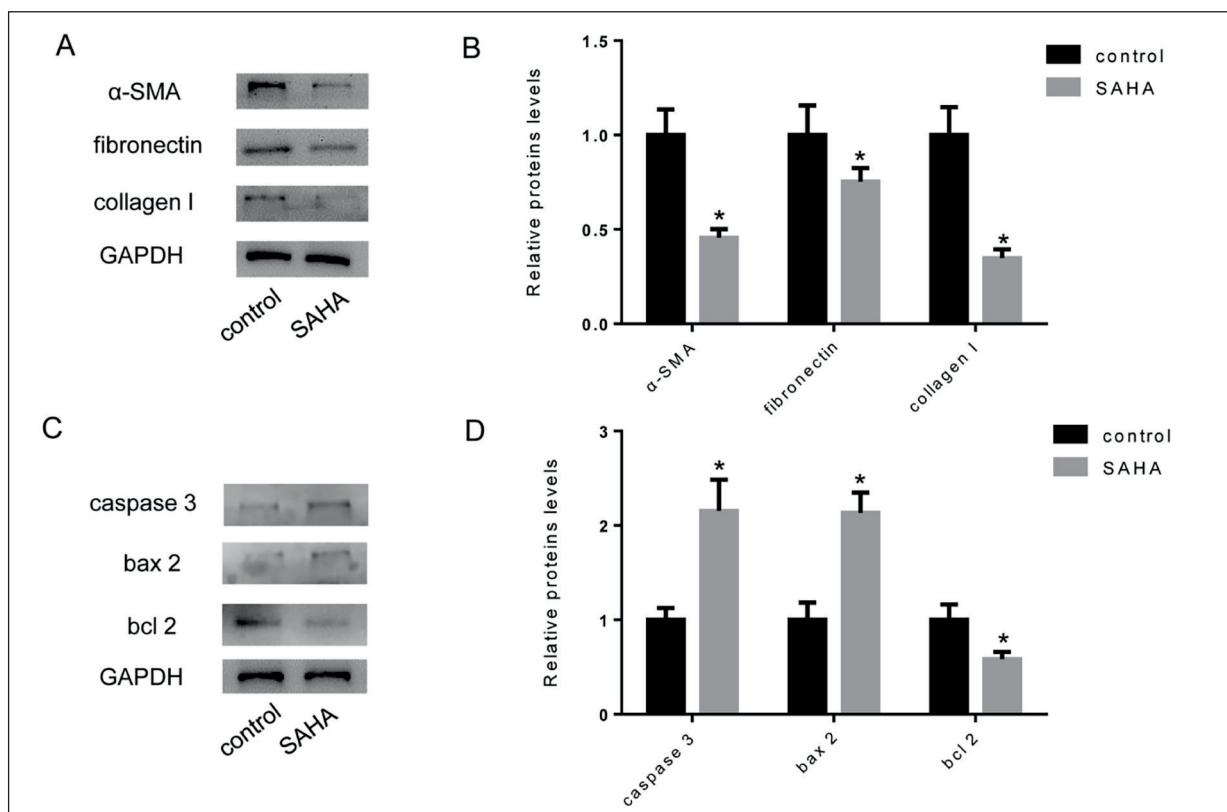 A
α-SMA
fibronectin
collagen I
GAPDH
control SAHA
B
Relative proteins levels
1.5
1.0
0.5
0.0
* * *
α-SMA fibronectin collagen I
control
SAHA
C
caspase 3
bax 2
bcl 2
GAPDH
control SAHA
D
Relative proteins levels
3
2
1
0
* * *
caspase 3 bax 2 bcl 2
control
SAHA